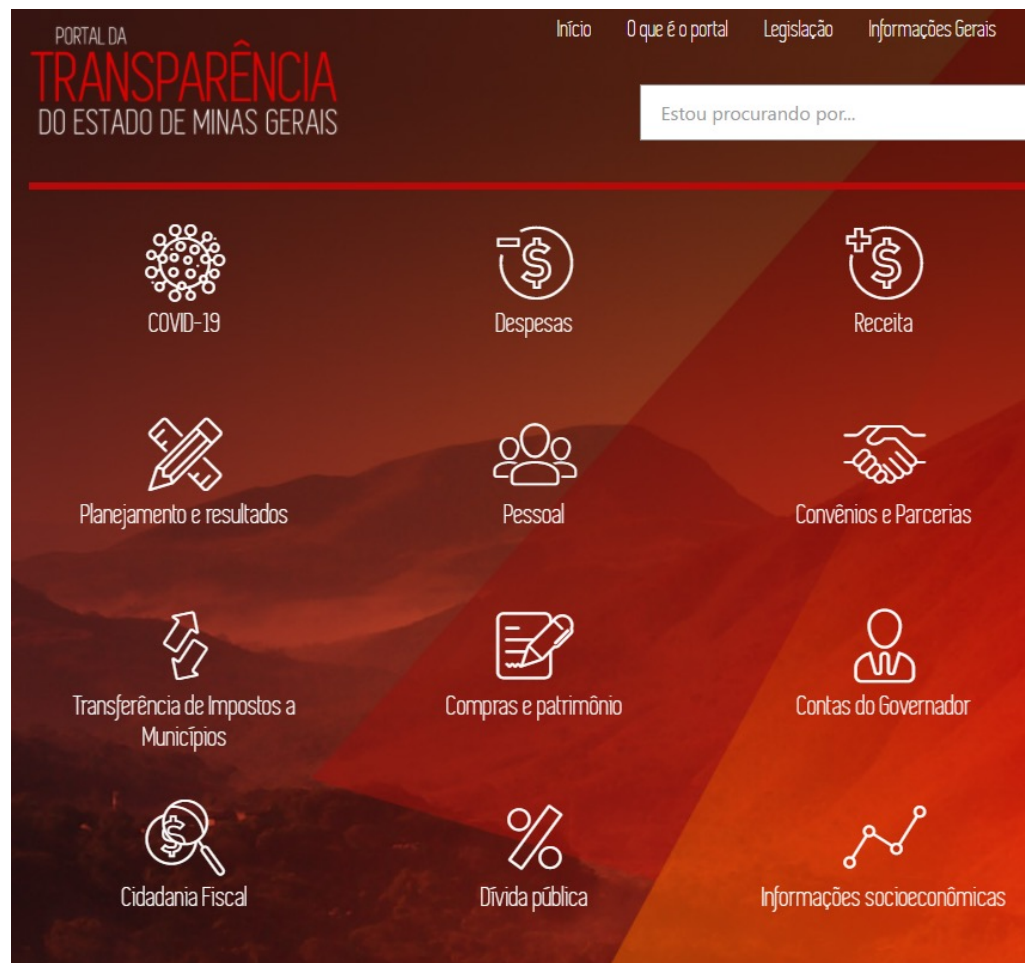 PORTAL DA
TRANSPARÊNCIA
DO ESTADO DE MINAS GERAIS
Início O que é o portal Legislação Informações Gerais
Estou procurando por...
COVID-19 Despesas Receita
Planejamento e resultados Pessoal Convênios e Parcerias
Transferência de Impostos a
Municípios
Compras e patrimônio Contas do Governador
Cidadania Fiscal Dívida pública Informações socioeconômicas